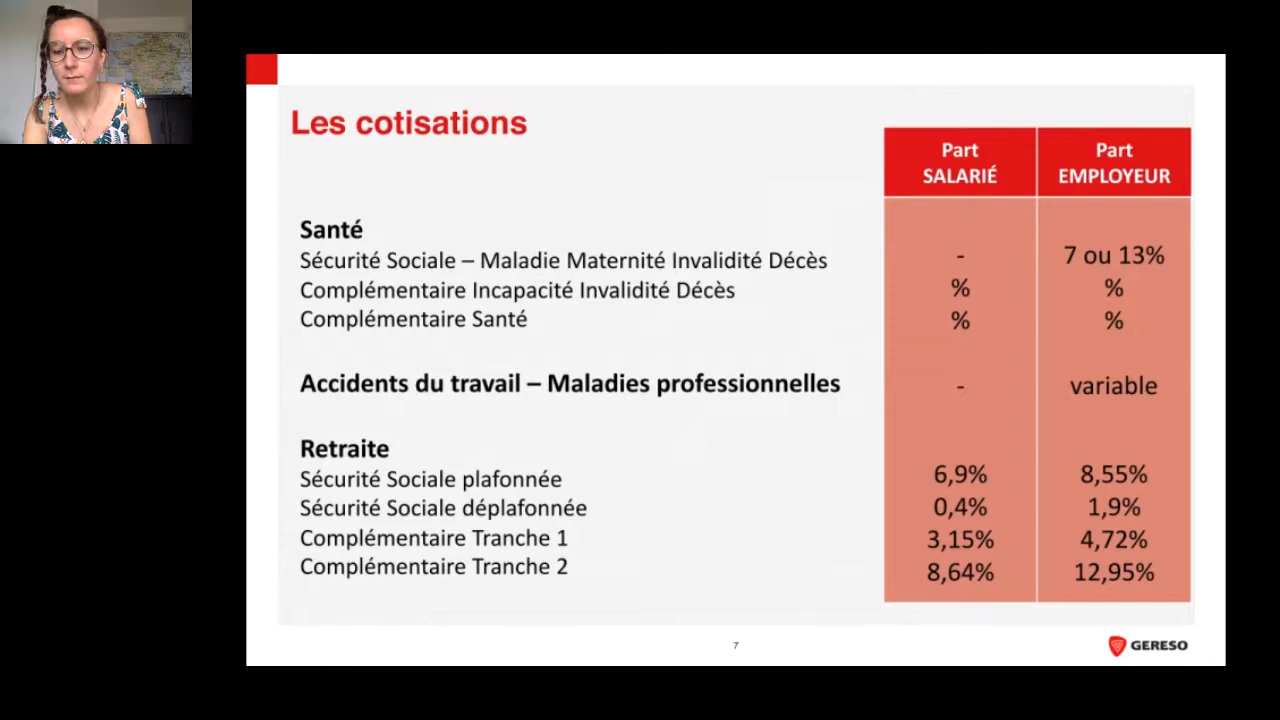 Les cotisations
Part SALARIÉ
Part EMPLOYEUR
Santé
Sécurité Sociale – Maladie Maternité Invalidité Décès - 7 ou 13%
Complémentaire Incapacité Invalidité Décès % %
Complémentaire Santé % %
Accidents du travail – Maladies professionnelles - variable
Retraite
Sécurité Sociale plafonnée 6,9% 8,55%
Sécurité Sociale déplafonnée 0,4% 1,9%
Complémentaire Tranche 1 3,15% 4,72%
Complémentaire Tranche 2 8,64% 12,95%
7
GERESO